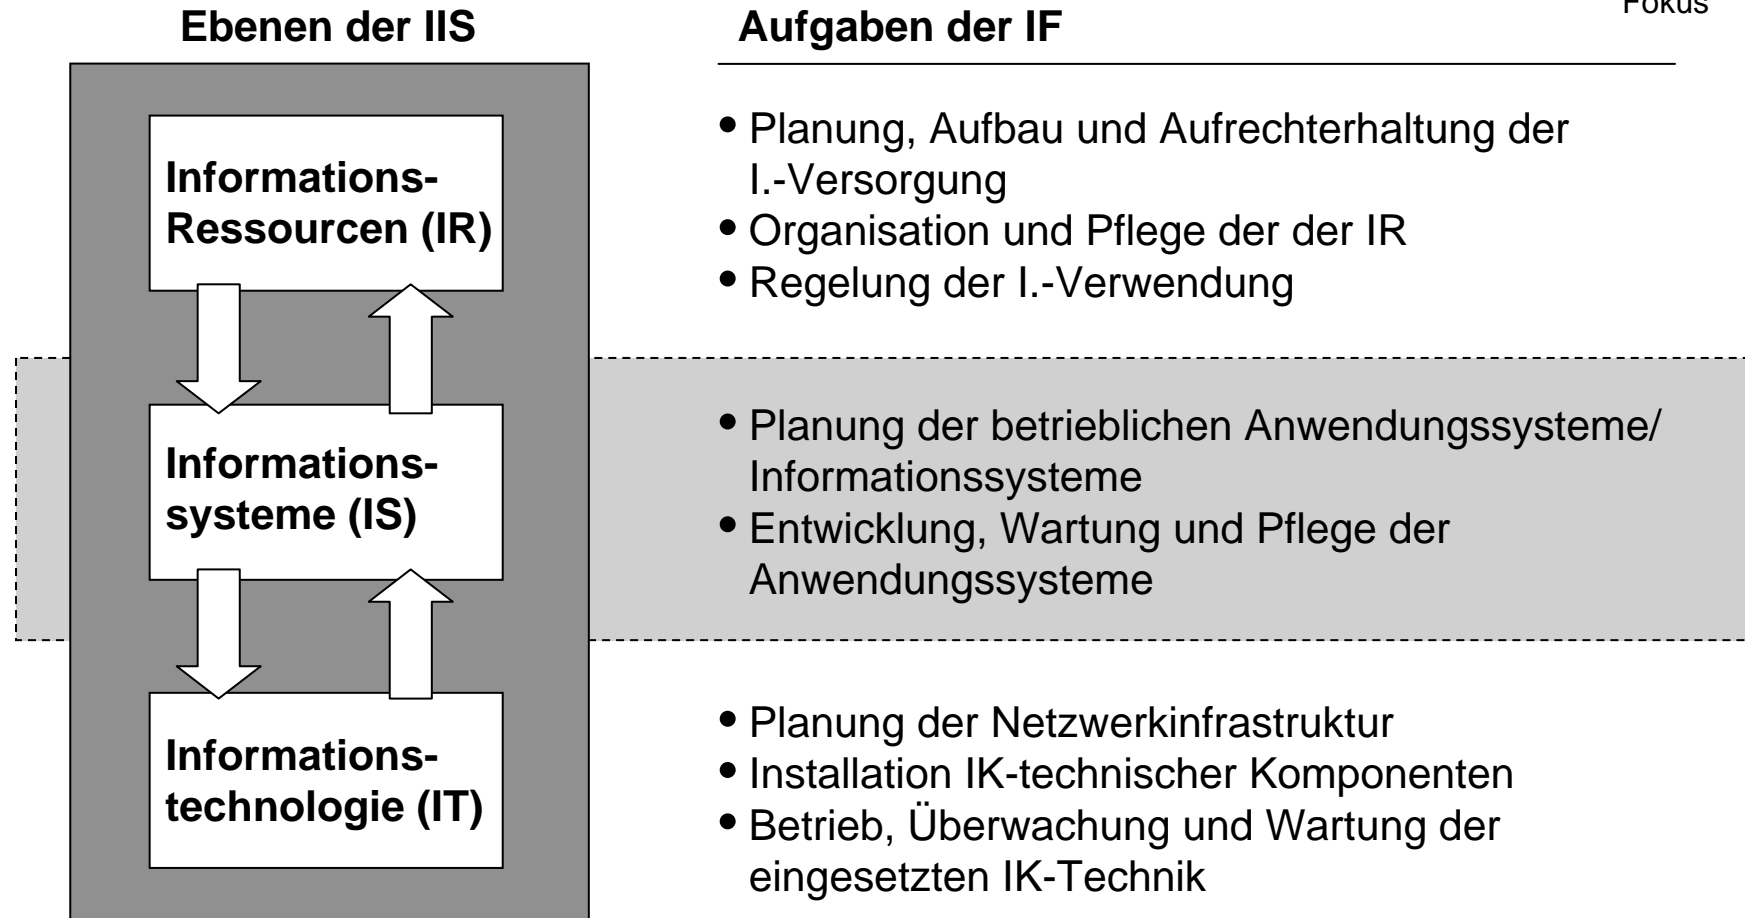 Fokus
Ebenen der IIS
Aufgaben der IF
Informations-
Ressourcen (IR)
• Planung, Aufbau und Aufrechterhaltung der
I.-Versorgung
• Organisation und Pflege der der IR
• Regelung der I.-Verwendung
Informations-
systeme (IS)
• Planung der betrieblichen Anwendungssysteme/
Informationssysteme
• Entwicklung, Wartung und Pflege der
Anwendungssysteme
Informations-
technologie (IT)
• Planung der Netzwerkinfrastruktur
• Installation IK-technischer Komponenten
• Betrieb, Überwachung und Wartung der
eingesetzten IK-Technik